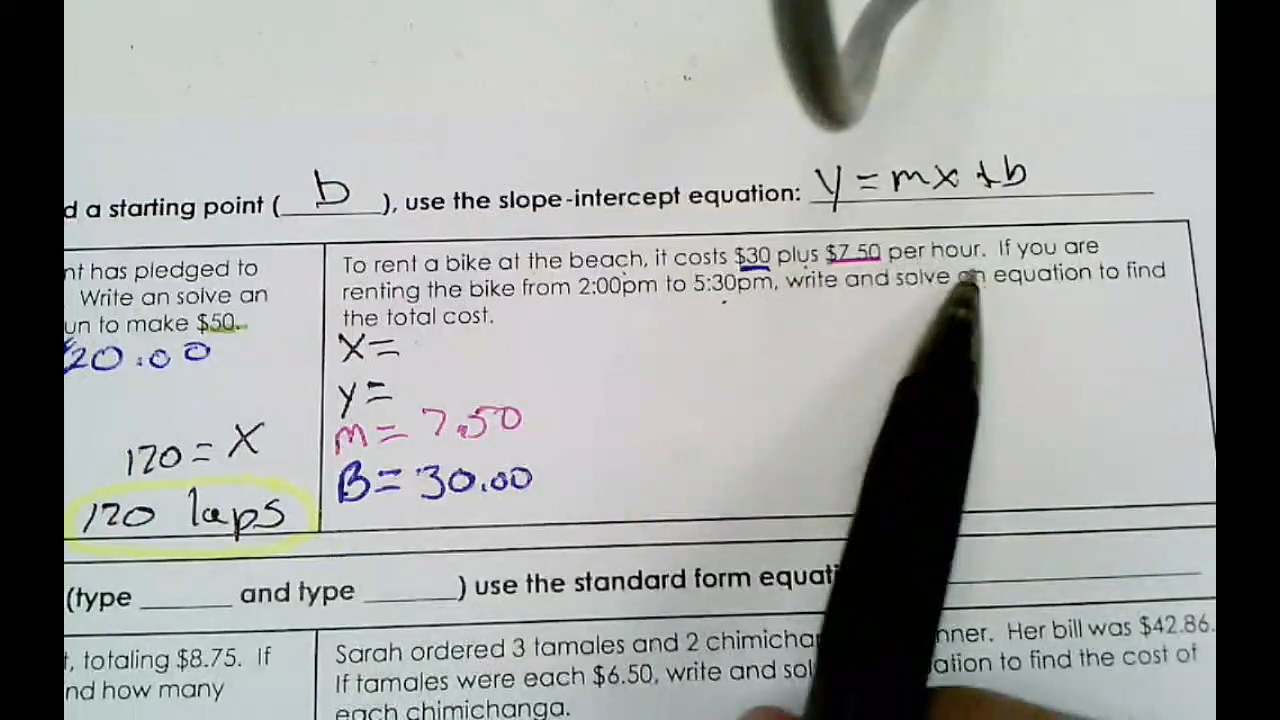 d a starting point ( b ), use the slope-intercept equation: y = mx + b
nt has pledged to
Write an solve an
un to make $50.
20.00
120 = X
120 laps
To rent a bike at the beach, it costs $30 plus $7.50 per hour. If you are
renting the bike from 2:00pm to 5:30pm, write and solve an equation to find
the total cost.
X =
y =
m = 7.50
B = 30.00
(type ______ and type ______) use the standard form equati
t, totaling $8.75. If
nd how many
Sarah ordered 3 tamales and 2 chimicha nner. Her bill was $42.86.
If tamales were each $6.50, write and sol ation to find the cost of
each chimichanga.